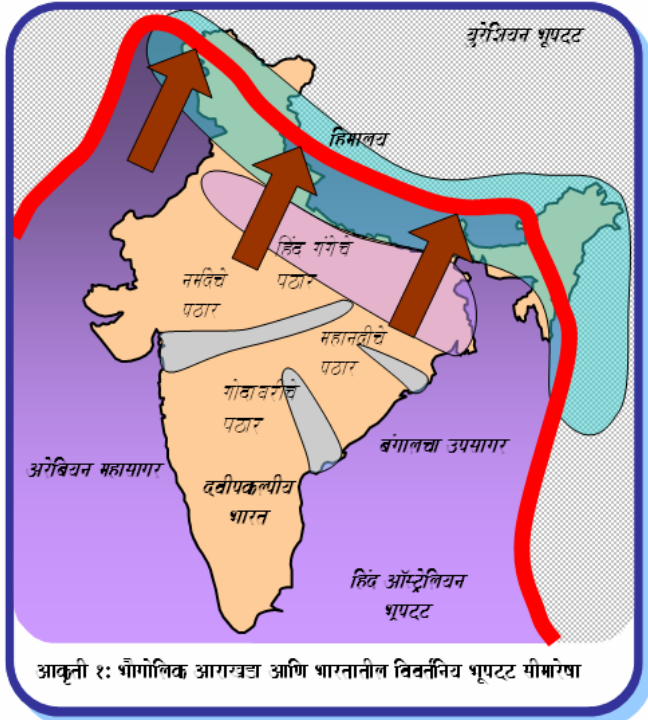 युरेशियन भूपट्ट
हिमालय
हिंद गंगेचे
पठार
नर्मदेचे
पठार
महानदीचे
पठार
गोदावरीचे
पठार
बंगालचा उपसागर
अरेबियन महासागर
द्वीपकल्पीय
भारत
हिंद ऑस्ट्रेलियन
भूपट्ट
आकृती १: भौगोलिक आराखडा आणि भारतातील विवर्तनिय भूपट्ट सीमारेषा